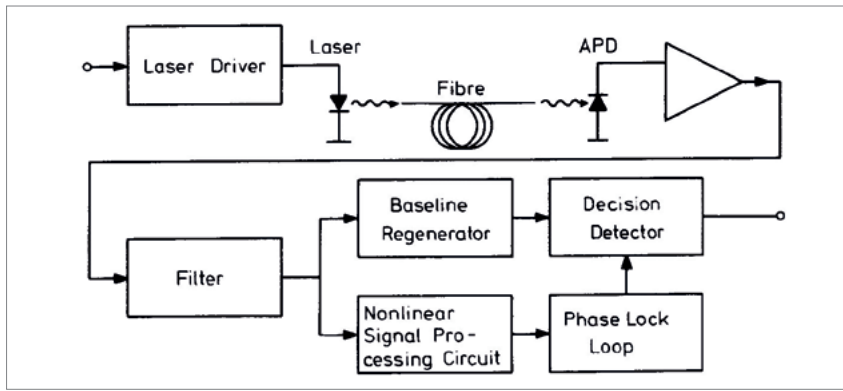 Laser Driver
Laser
Fibre
APD
Filter
Baseline
Regenerator
Decision
Detector
Nonlinear
Signal Pro-
cessing Circuit
Phase Lock
Loop